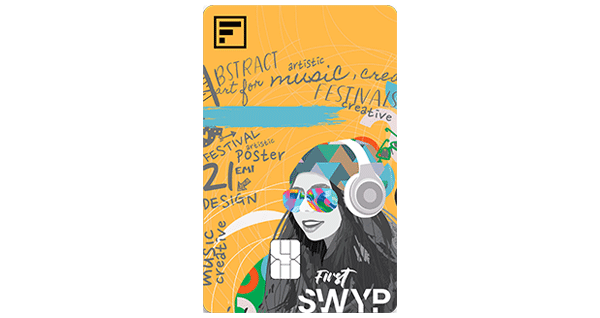 ABSTRACT
artistic
art for music, crea
FESTIVALS
creative
FESTIVAL
artistic
poster
21 EMI
DESIGN
music
creative
First
SWYP